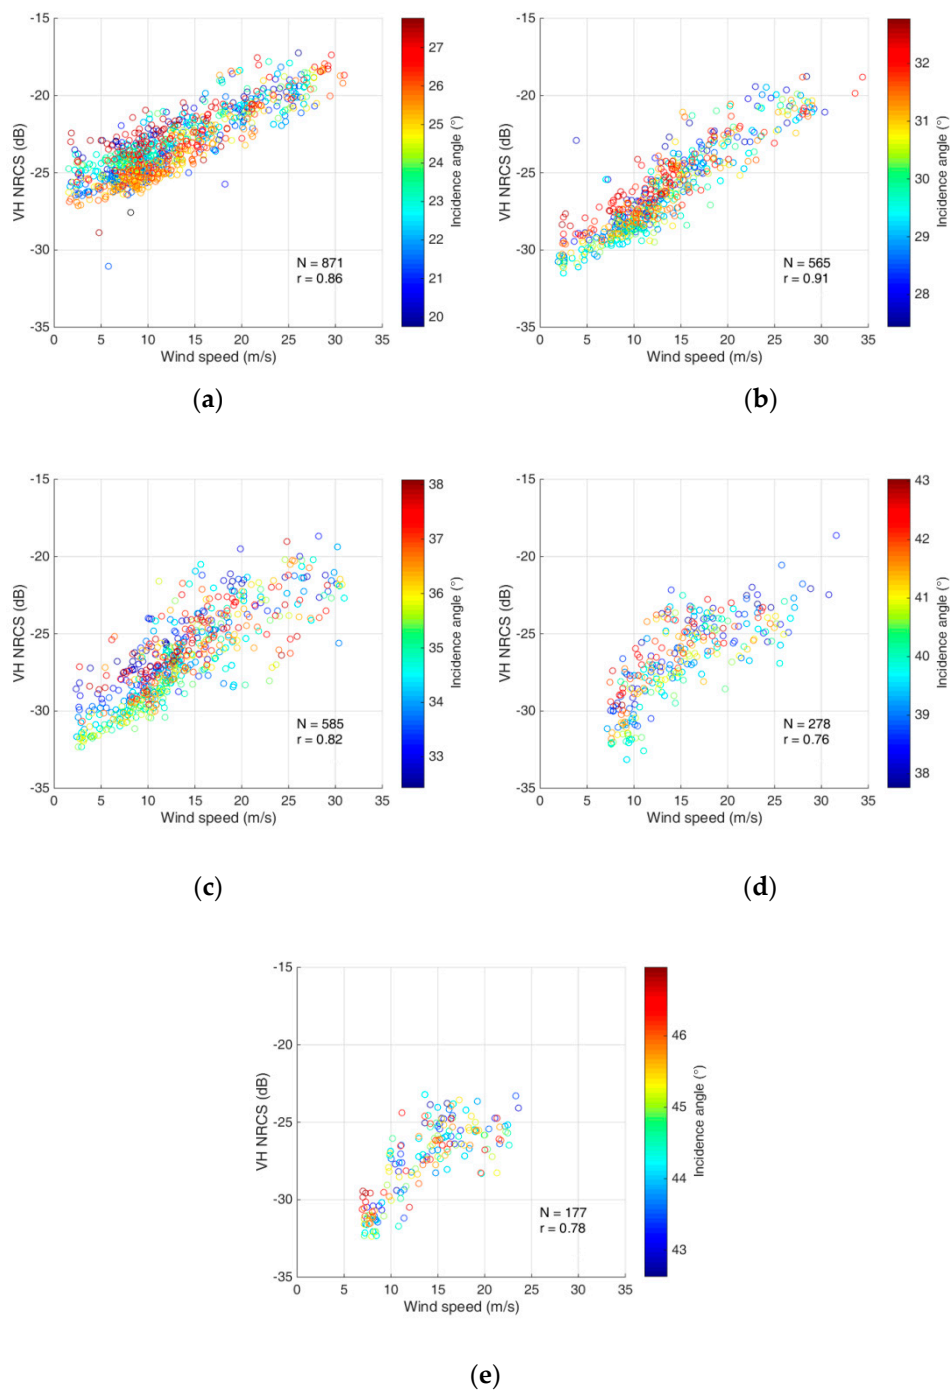 -15
-20
-25
-30
-35
VH NRCS (dB)
0 5 10 15 20 25 30 35
Wind speed (m/s)
N = 871
r = 0.86
27
26
25
24
23
22
21
20
Incidence angle (°)
(a)
-15
-20
-25
-30
-35
VH NRCS (dB)
0 5 10 15 20 25 30 35
Wind speed (m/s)
N = 565
r = 0.91
32
31
30
29
28
Incidence angle (°)
(b)
-15
-20
-25
-30
-35
VH NRCS (dB)
0 5 10 15 20 25 30 35
Wind speed (m/s)
N = 585
r = 0.82
38
37
36
35
34
33
Incidence angle (°)
(c)
-15
-20
-25
-30
-35
VH NRCS (dB)
0 5 10 15 20 25 30 35
Wind speed (m/s)
N = 278
r = 0.76
43
42
41
40
39
38
Incidence angle (°)
(d)
-15
-20
-25
-30
-35
VH NRCS (dB)
0 5 10 15 20 25 30 35
Wind speed (m/s)
N = 177
r = 0.78
46
45
44
43
Incidence angle (°)
(e)